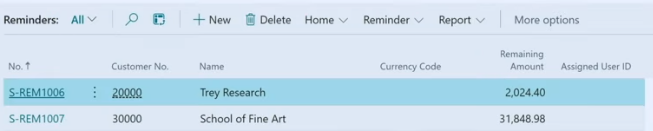 Reminders: All New Delete Home Reminder Report More options
Remaining
No. ↑ Customer No. Name Currency Code Amount Assigned User ID
S-REM1006 20000 Trey Research 2,024.40
S-REM1007 30000 School of Fine Art 31,848.98